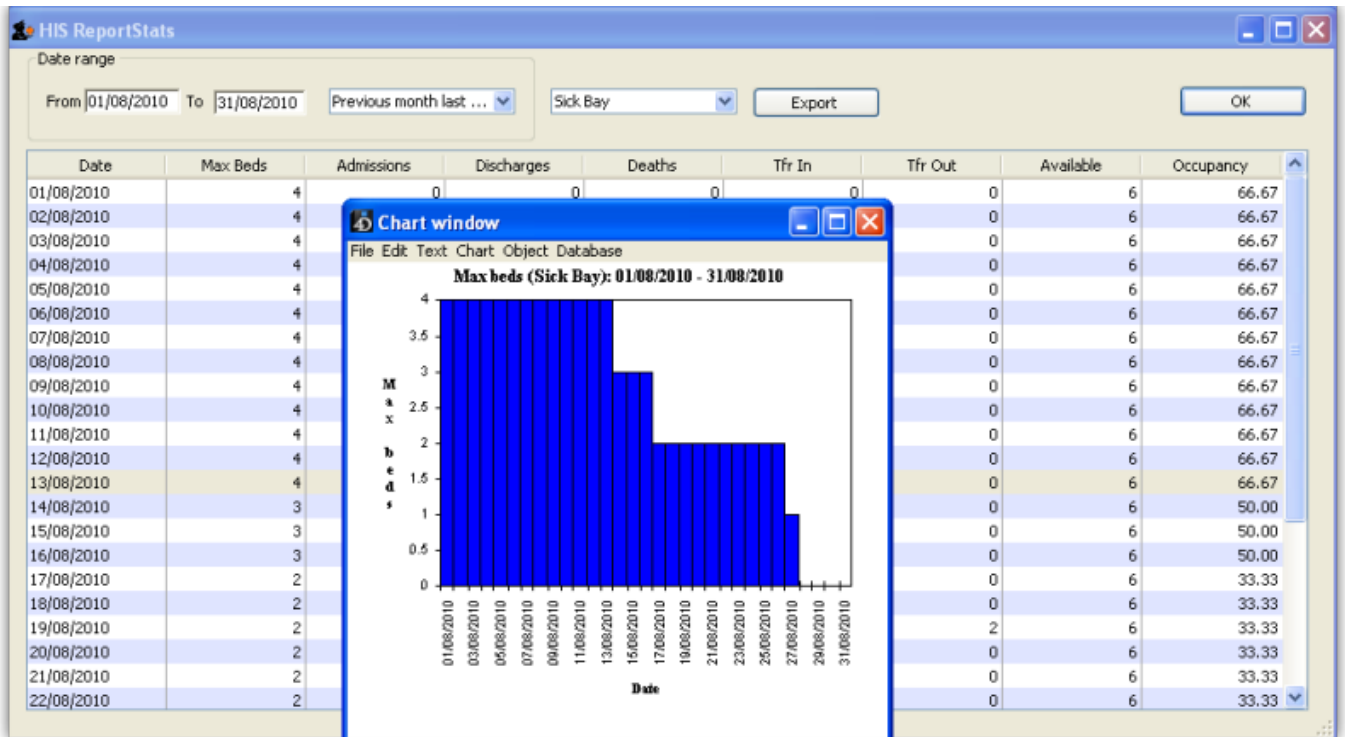 HIS ReportStats
Date range
From 01/08/2010 To 31/08/2010 Previous month last ... Sick Bay Export OK
Date Max Beds Admissions Discharges Deaths Tfr In Tfr Out Available Occupancy
01/08/2010 4 0 0 0 0 0 6 66.67
02/08/2010 4 0 6 66.67
03/08/2010 4 0 6 66.67
04/08/2010 4 0 6 66.67
05/08/2010 4 0 6 66.67
06/08/2010 4 0 6 66.67
07/08/2010 4 0 6 66.67
08/08/2010 4 0 6 66.67
09/08/2010 4 0 6 66.67
10/08/2010 4 0 6 66.67
11/08/2010 4 0 6 66.67
12/08/2010 4 0 6 66.67
13/08/2010 4 0 6 66.67
14/08/2010 3 0 6 50.00
15/08/2010 3 0 6 50.00
16/08/2010 3 0 6 50.00
17/08/2010 2 0 6 33.33
18/08/2010 2 0 6 33.33
19/08/2010 2 2 6 33.33
20/08/2010 2 0 6 33.33
21/08/2010 2 0 6 33.33
22/08/2010 2 0 6 33.33
Chart window
File Edit Text Chart Object Database
Max beds (Sick Bay): 01/08/2010 - 31/08/2010
Max beds
4
3.5
3
2.5
2
1.5
1
0.5
0
01/08/2010
03/08/2010
05/08/2010
07/08/2010
09/08/2010
11/08/2010
13/08/2010
15/08/2010
17/08/2010
19/08/2010
21/08/2010
23/08/2010
25/08/2010
27/08/2010
29/08/2010
31/08/2010
Date